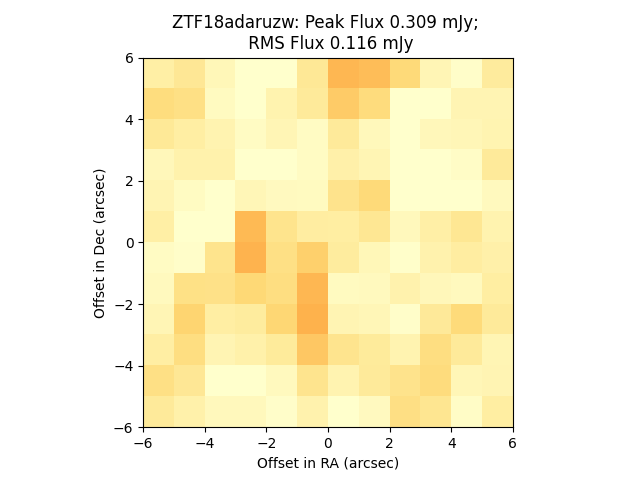 ZTF18adaruzw: Peak Flux 0.309 mJy;
RMS Flux 0.116 mJy
6
4
2
0
−2
−4
−6
Offset in Dec (arcsec)
−6 −4 −2 0 2 4 6
Offset in RA (arcsec)